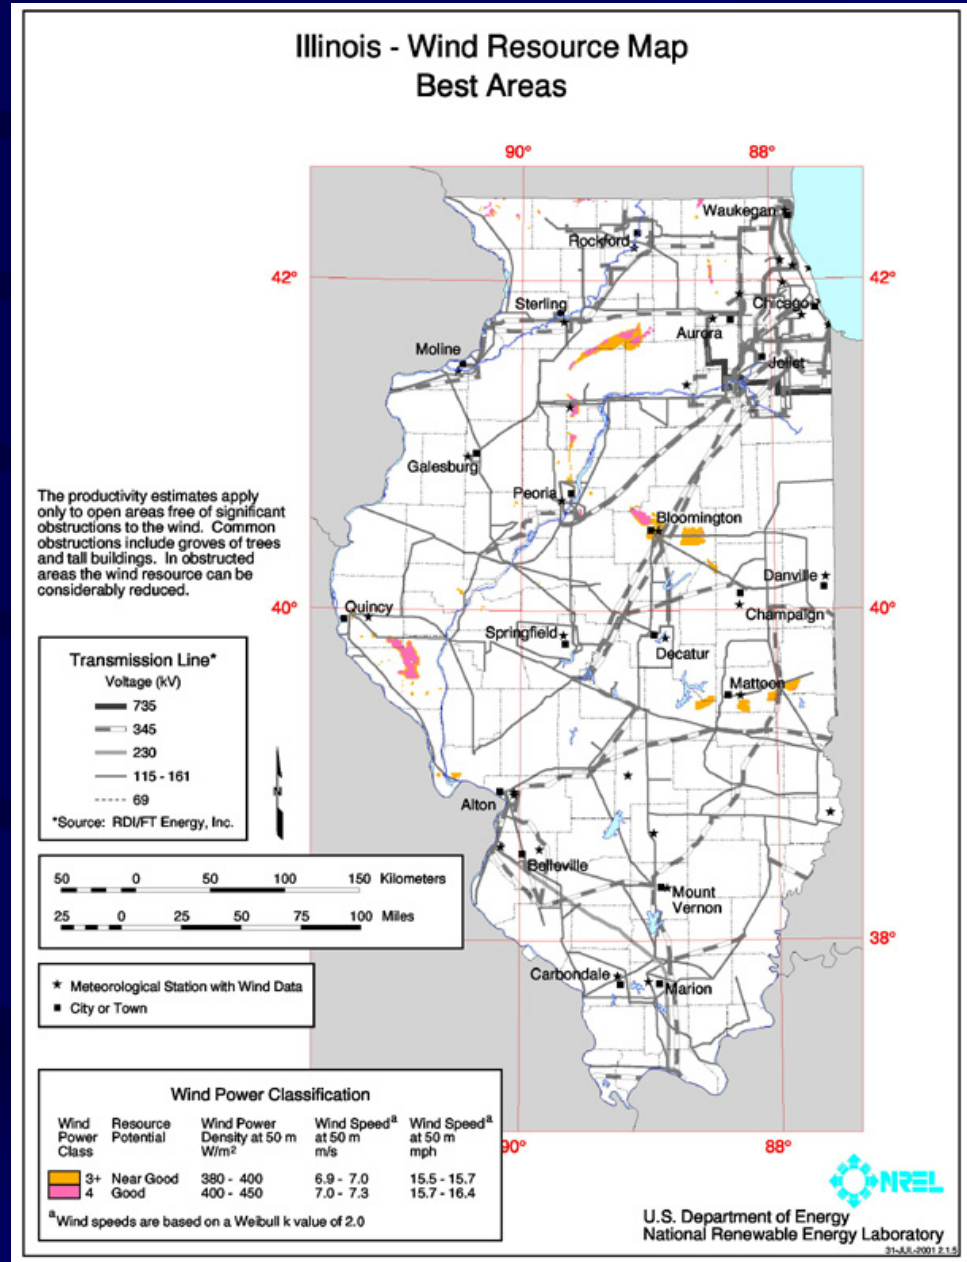 Illinois - Wind Resource Map
Best Areas
90°
88°
Waukegan
Rockford
42°
42°
Sterling
Chicago
Aurora
Moline
Joliet
Galesburg
Peoria
The productivity estimates apply
only to open areas free of significant
obstructions to the wind. Common
obstructions include groves of trees
and tall buildings. In obstructed
areas the wind resource can be
considerably reduced.
Bloomington
Danville
40°
40°
Quincy
Champaign
Springfield
Decatur
Transmission Line*
Voltage (kV)
735
345
230
115 - 161
69
*Source: RDI/FT Energy, Inc.
Mattoon
N
Alton
Belleville
50 0 50 100 150 Kilometers
25 0 25 50 75 100 Miles
Mount
Vernon
38°
Carbondale
Marion
Meteorological Station with Wind Data
City or Town
Wind Power Classification
Wind Power Class
Resource Potential
Wind Power Density at 50 m W/m²
Wind Speedᵃ at 50 m m/s
Wind Speedᵃ at 50 m mph
3+ Near Good 380 - 400 6.9 - 7.0 15.5 - 15.7
4 Good 400 - 450 7.0 - 7.3 15.7 - 16.4
ᵃWind speeds are based on a Weibull k value of 2.0
90°
88°
NREL
U.S. Department of Energy
National Renewable Energy Laboratory
31-JUL-2001 2.1.5